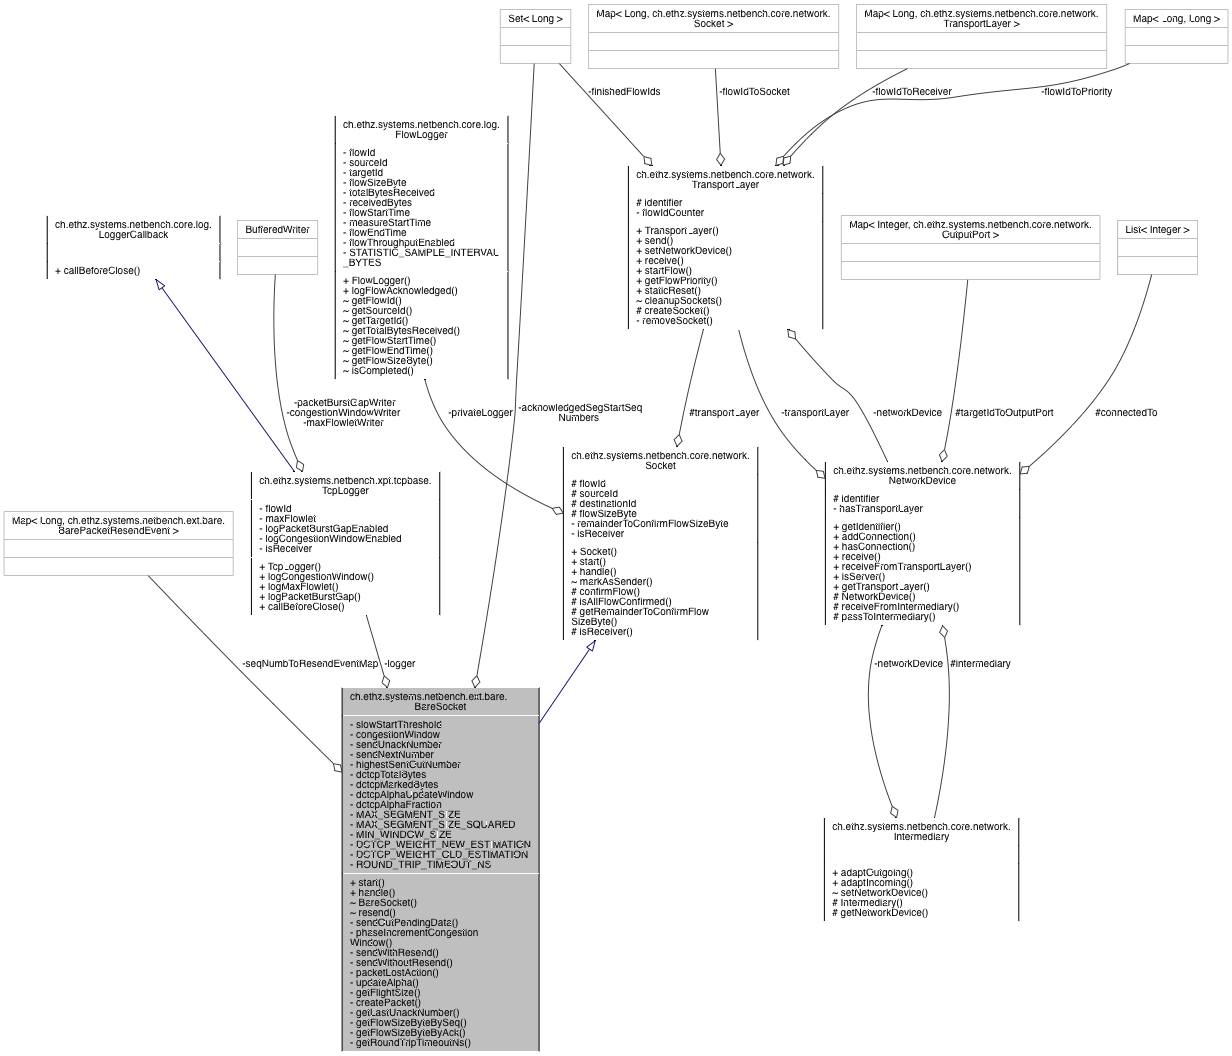 Set< Long >
Map< Long, ch.ethz.systems.netbench.core.network.
Socket >
Map< Long, ch.ethz.systems.netbench.core.network.
TransportLayer >
Map< Long, Long >
-finishedFlowIds
-flowIdToSocket
-flowIdToReceiver
-flowIdToPriority
ch.ethz.systems.netbench.core.log.
FlowLogger
- flowId
- sourceId
- targetId
- flowSizeByte
- totalBytesReceived
- receivedBytes
- flowStartTime
- measureStartTime
- flowEndTime
- flowThroughputEnabled
- STATISTIC_SAMPLE_INTERVAL
_BYTES
+ FlowLogger()
+ logFlowAcknowledged()
~ getFlowId()
~ getSourceId()
~ getTargetId()
~ getTotalBytesReceived()
~ getFlowStartTime()
~ getFlowEndTime()
~ getFlowSizeByte()
~ isCompleted()
ch.ethz.systems.netbench.core.network.
TransportLayer
# identifier
- flowIdCounter
+ TransportLayer()
+ send()
+ setNetworkDevice()
+ receive()
+ startFlow()
+ getFlowPriority()
+ staticReset()
~ cleanupSockets()
# createSocket()
- removeSocket()
ch.ethz.systems.netbench.core.log.
LoggerCallback
+ callBeforeClose()
BufferedWriter
Map< Integer, ch.ethz.systems.netbench.core.network.
OutputPort >
List< Integer >
-packetBurstGapWriter
-congestionWindowWriter
-maxFlowletWriter
-privateLogger
-acknowledgedSegStartSeq
Numbers
#transportLayer
-transportLayer
-networkDevice
#targetIdToOutputPort
#connectedTo
ch.ethz.systems.netbench.core.network.
Socket
# flowId
# sourceId
# destinationId
# flowSizeByte
- remainderToConfirmFlowSizeByte
- isReceiver
+ Socket()
+ start()
+ handle()
~ markAsSender()
# confirmFlow()
# isAllFlowConfirmed()
# getRemainderToConfirmFlow
SizeByte()
# isReceiver()
ch.ethz.systems.netbench.core.network.
NetworkDevice
# identifier
- hasTransportLayer
+ getIdentifier()
+ addConnection()
+ hasConnection()
+ receive()
+ receiveFromTransportLayer()
+ isServer()
+ getTransportLayer()
# NetworkDevice()
# receiveFromIntermediary()
# passToIntermediary()
ch.ethz.systems.netbench.xpt.tcpbase.
TcpLogger
- flowId
- maxFlowlet
- logPacketBurstGapEnabled
- logCongestionWindowEnabled
- isReceiver
+ TcpLogger()
+ logCongestionWindow()
+ logMaxFlowlet()
+ logPacketBurstGap()
+ callBeforeClose()
Map< Long, ch.ethz.systems.netbench.ext.bare.
BarePacketResendEvent >
-seqNumbToResendEventMap
-logger
-networkDevice
#intermediary
ch.ethz.systems.netbench.ext.bare.
BareSocket
- slowStartThreshold
- congestionWindow
- sendUnackNumber
- sendNextNumber
- highestSentOutNumber
- dctcpTotalBytes
- dctcpMarkedBytes
- dctcpAlphaUpdateWindow
- dctcpAlphaFraction
- MAX_SEGMENT_SIZE
- MAX_SEGMENT_SIZE_SQUARED
- MIN_WINDOW_SIZE
- DCTCP_WEIGHT_NEW_ESTIMATION
- DCTCP_WEIGHT_OLD_ESTIMATION
- ROUND_TRIP_TIMEOUT_NS
+ start()
+ handle()
~ BareSocket()
~ resend()
- sendOutPendingData()
- phaseIncrementCongestion
Window()
- sendWithResend()
- sendWithoutResend()
- packetLostAction()
- updateAlpha()
- getFlightSize()
- createPacket()
- getLastUnackNumber()
- getFlowSizeByteBySeq()
- getFlowSizeByteByAck()
- getRoundTripTimeoutNs()
ch.ethz.systems.netbench.core.network.
Intermediary
+ adaptOutgoing()
+ adaptIncoming()
~ setNetworkDevice()
# Intermediary()
# getNetworkDevice()